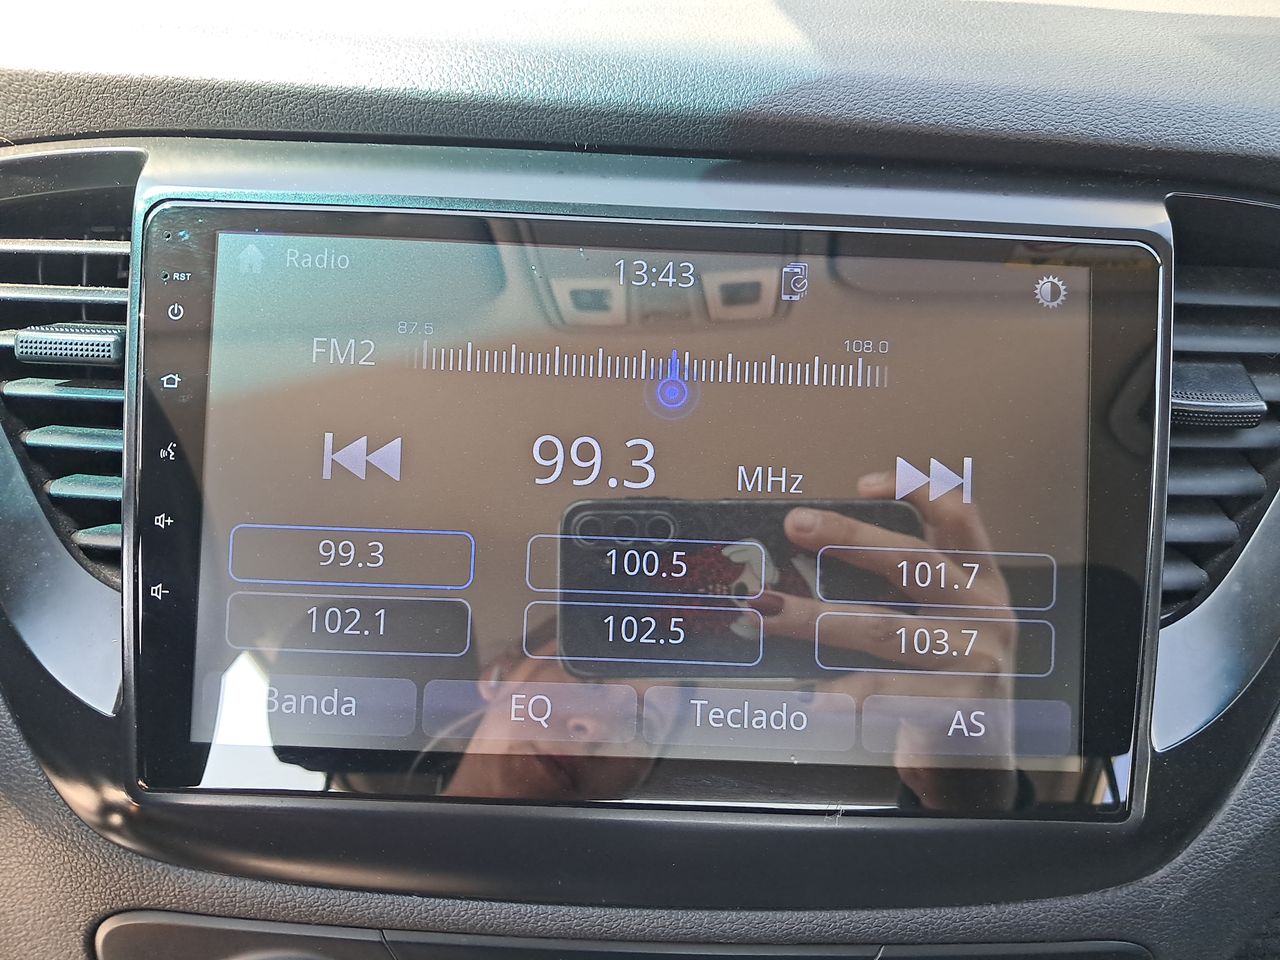 Radio
13:43
RST
87.5
108.0
FM2
99.3 MHz
99.3
100.5
101.7
102.1
102.5
103.7
Banda
EQ
Teclado
AS